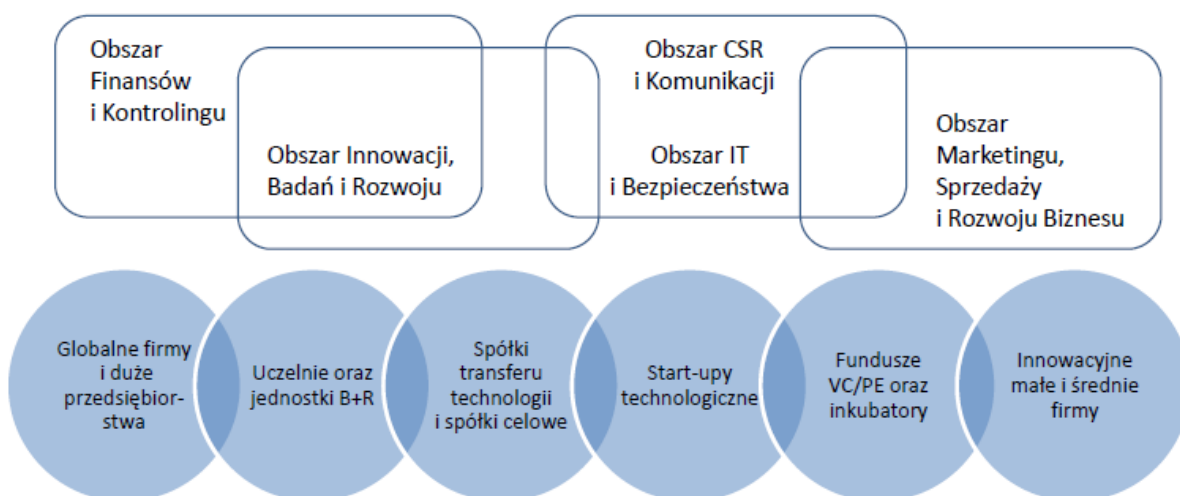 Obszar
Finansów
i Kontrolingu
Obszar Innowacji,
Badań i Rozwoju
Obszar CSR
i Komunikacji
Obszar IT
i Bezpieczeństwa
Obszar
Marketingu,
Sprzedaży
i Rozwoju Biznesu
Globalne firmy
i duże
przedsiębior-
stwa
Uczelnie oraz
jednostki B+R
Spółki
transferu
technologii
i spółki celowe
Start-upy
technologiczne
Fundusze
VC/PE oraz
inkubatory
Innowacyjne
małe i średnie
firmy